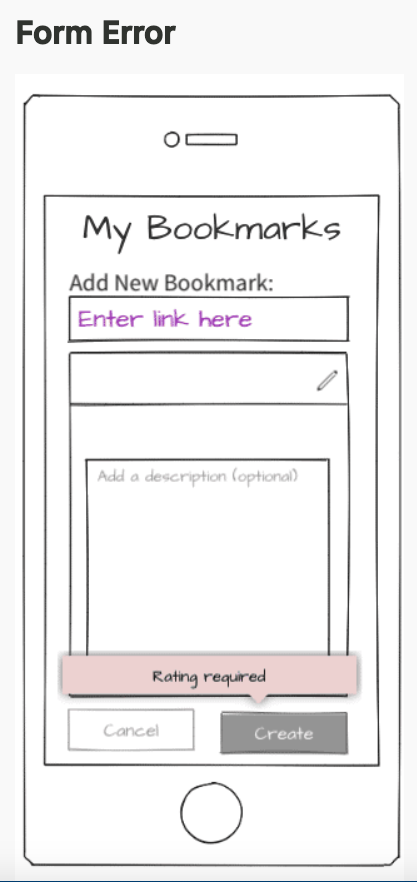 Form Error
My Bookmarks
Add New Bookmark:
Enter link here
Add a description (optional)
Rating required
Cancel
Create